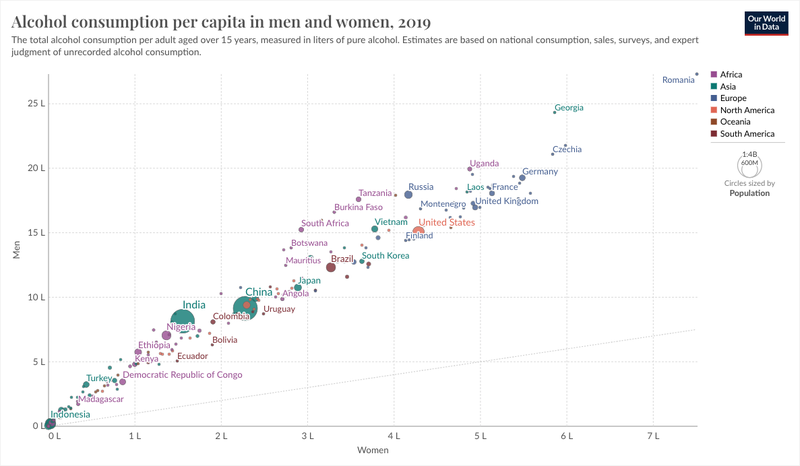 Alcohol consumption per capita in men and women, 2019
The total alcohol consumption per adult aged over 15 years, measured in liters of pure alcohol. Estimates are based on national consumption, sales, surveys, and expert
judgment of unrecorded alcohol consumption.
Our World
in Data
Romania
Africa
Asia
Europe
North America
Oceania
South America
1:4B
600M
Circles sized by
Population
25 L
Georgia
Czechia
20 L
Uganda
Germany
Tanzania
Russia
Laos
France
Burkina Faso
Montenegro
United Kingdom
South Africa
Vietnam
United States
15 L
Finland
Botswana
Mauritius
Brazil
South Korea
Men
Japan
China
Angola
10 L
India
Colombia
Uruguay
Nigeria
Bolivia
Ethiopia
Ecuador
Kenya
5 L
Turkey
Democratic Republic of Congo
Madagascar
Indonesia
0 L
0 L
1 L
2 L
3 L
4 L
5 L
6 L
7 L
Women